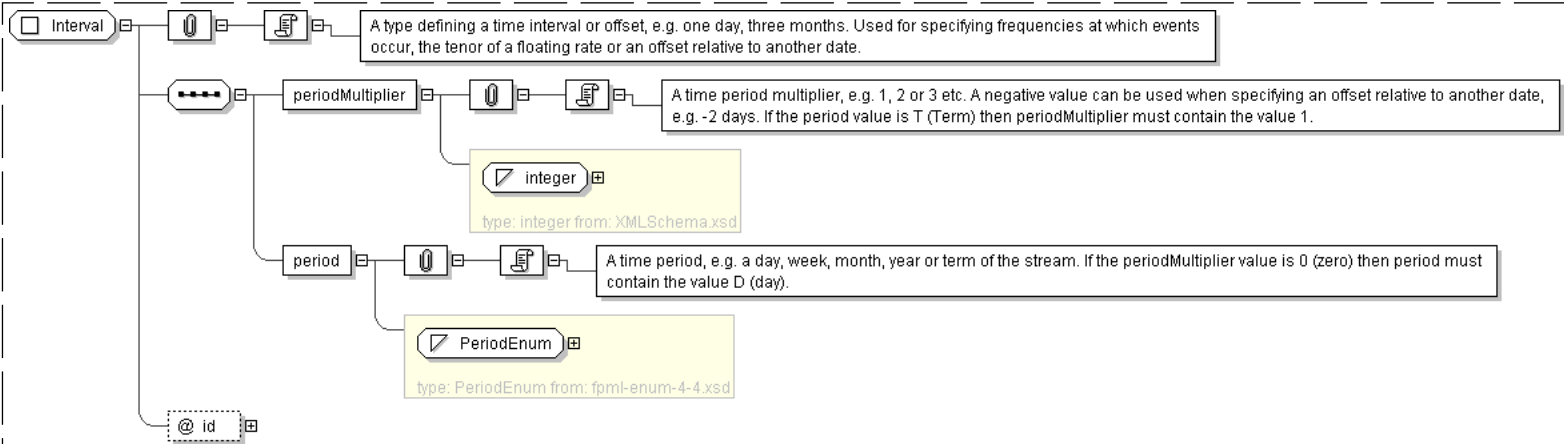 Interval
A type defining a time interval or offset, e.g. one day, three months. Used for specifying frequencies at which events
occur, the tenor of a floating rate or an offset relative to another date.
periodMultiplier
A time period multiplier, e.g. 1, 2 or 3 etc. A negative value can be used when specifying an offset relative to another date,
e.g. -2 days. If the period value is T (Term) then periodMultiplier must contain the value 1.
integer
type: integer from: XMLSchema.xsd
period
A time period, e.g. a day, week, month, year or term of the stream. If the periodMultiplier value is 0 (zero) then period must
contain the value D (day).
PeriodEnum
type: PeriodEnum from: fpml-enum-4-4.xsd
@ id